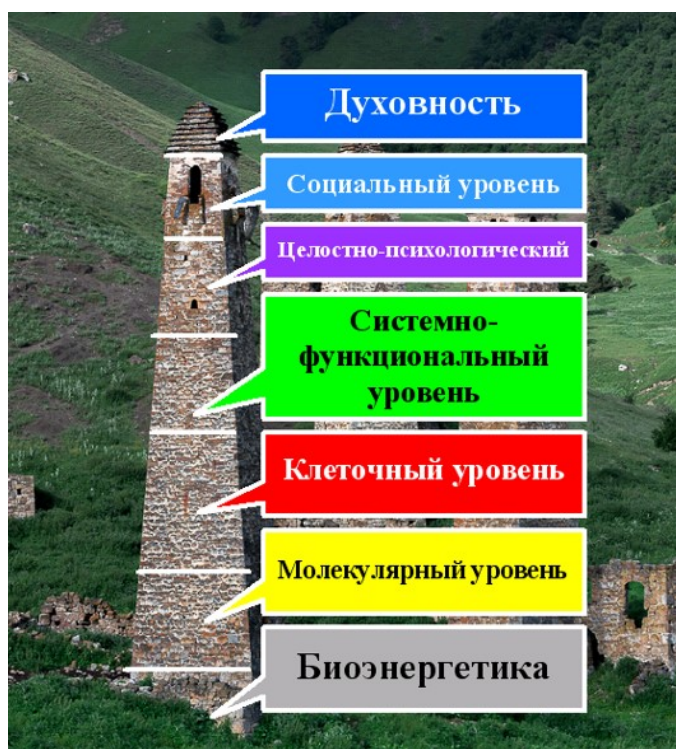 Духовность
Социальный уровень
Целостно-психологический
Системно-
функциональный
уровень
Клеточный уровень
Молекулярный уровень
Биоэнергетика